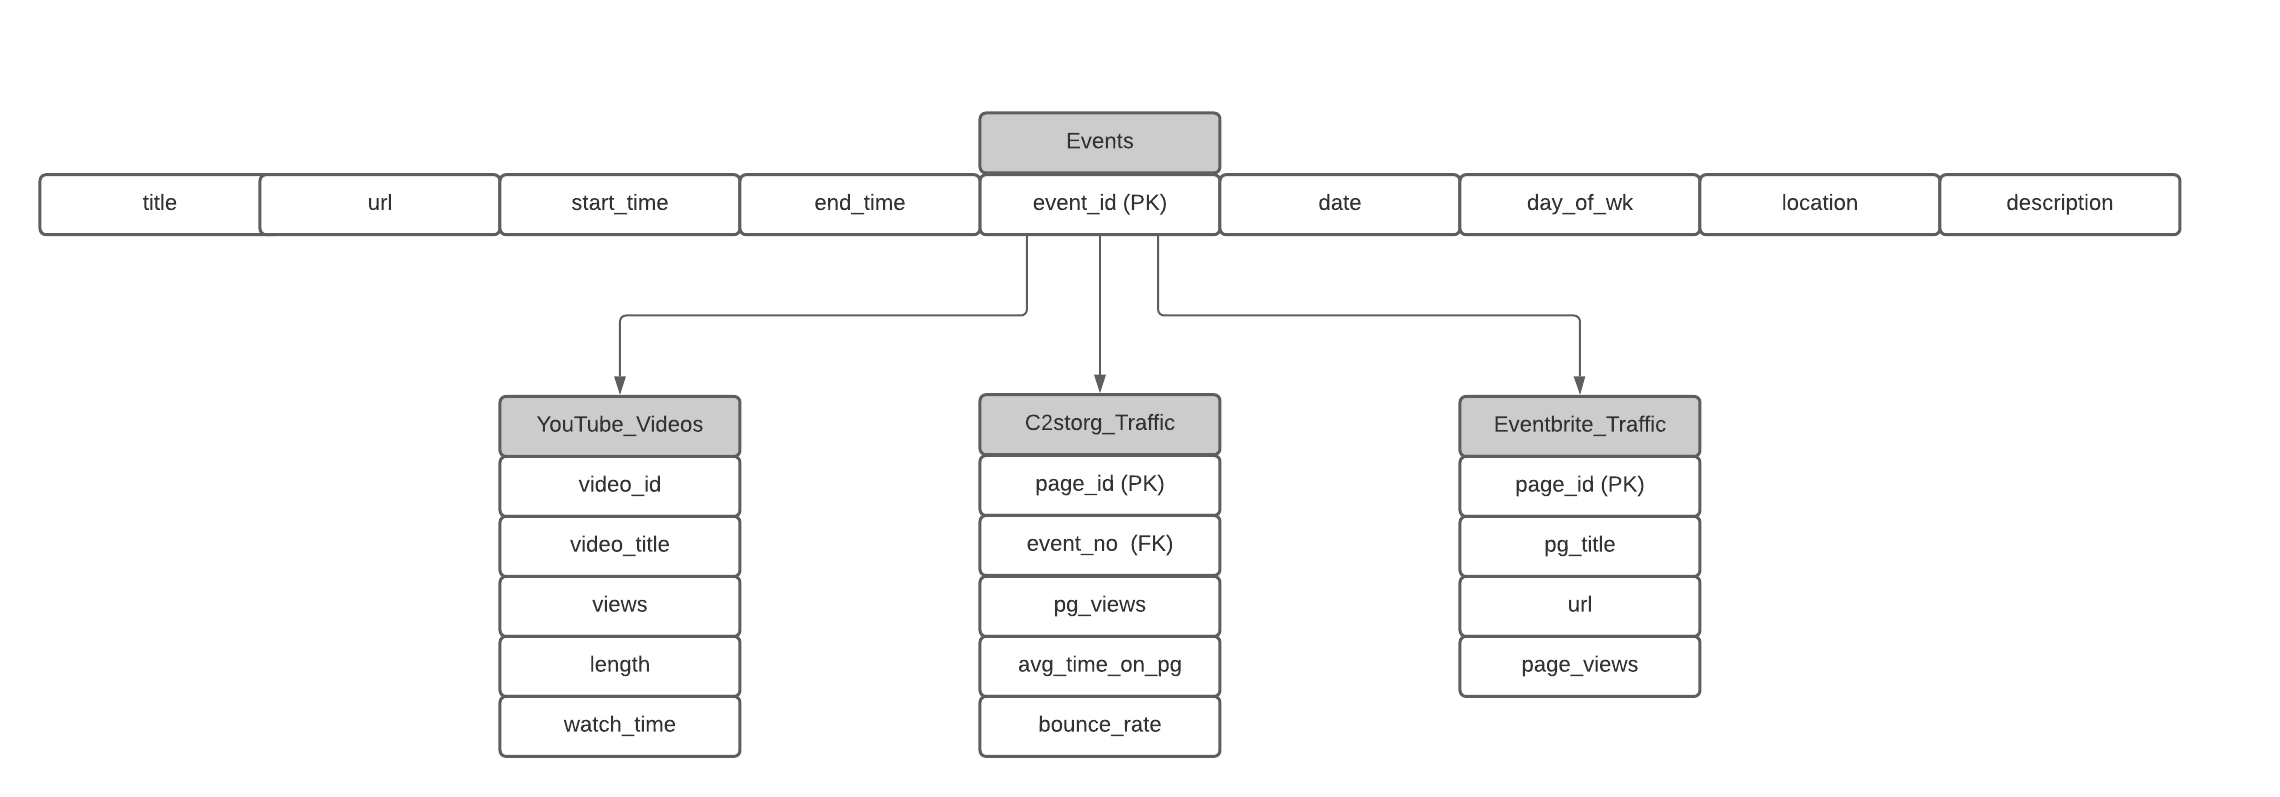 Events
title
url
start_time
end_time
event_id (PK)
date
day_of_wk
location
description
YouTube_Videos
video_id
video_title
views
length
watch_time
C2storg_Traffic
page_id (PK)
event_no  (FK)
pg_views
avg_time_on_pg
bounce_rate
Eventbrite_Traffic
page_id (PK)
pg_title
url
page_views